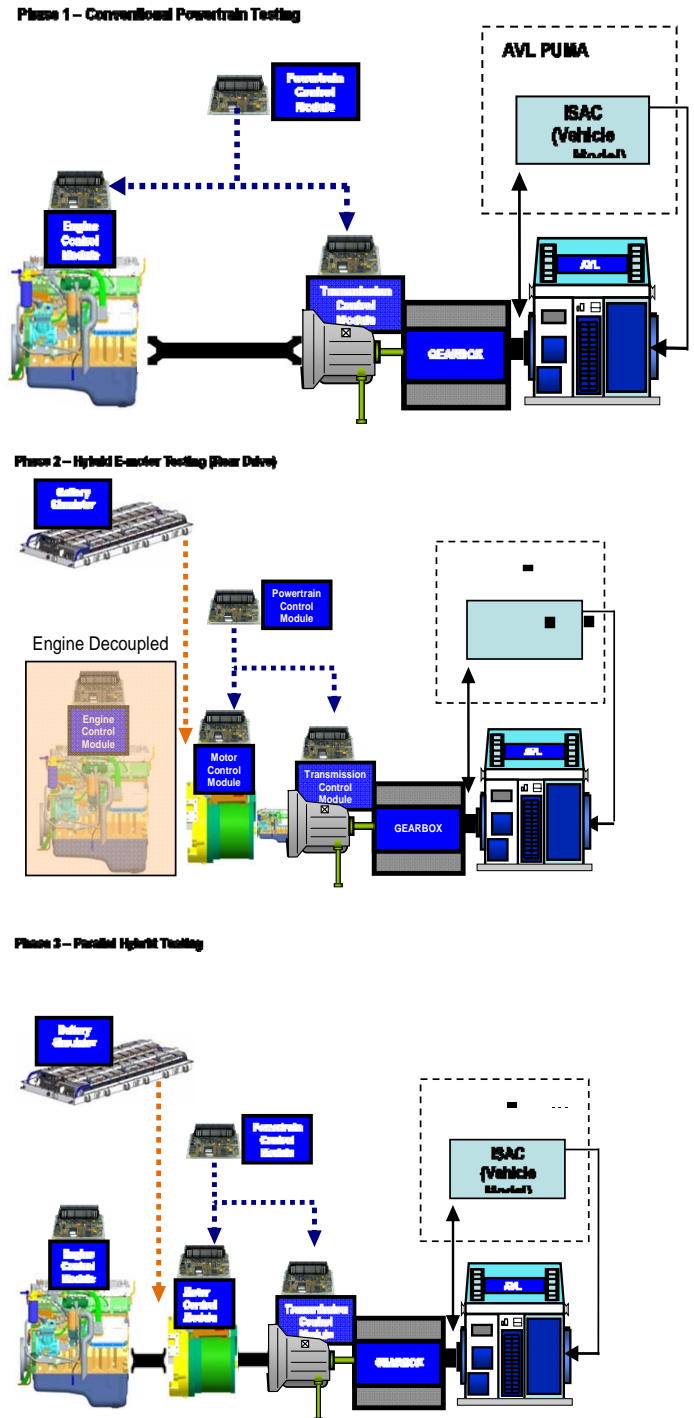 Phase 1 – Conventional Powertrain Testing
AVL PUMA
Powertrain
Control
Module
ISAC
(Vehicle
Model)
Engine
Control
Module
AVL
Transmission
Control
Module
GEARBOX
Phase 2 – Hybrid E-motor Testing (Rear Drive)
Battery
Simulator
Powertrain
Control
Module
Engine Decoupled
Engine
Control
Module
Motor
Control
Module
Transmission
Control
Module
AVL
GEARBOX
Phase 3 – Parallel Hybrid Testing
Battery
Simulator
Powertrain
Control
Module
ISAC
(Vehicle
Model)
Engine
Control
Module
Motor
Control
Module
Transmission
Control
Module
AVL
GEARBOX